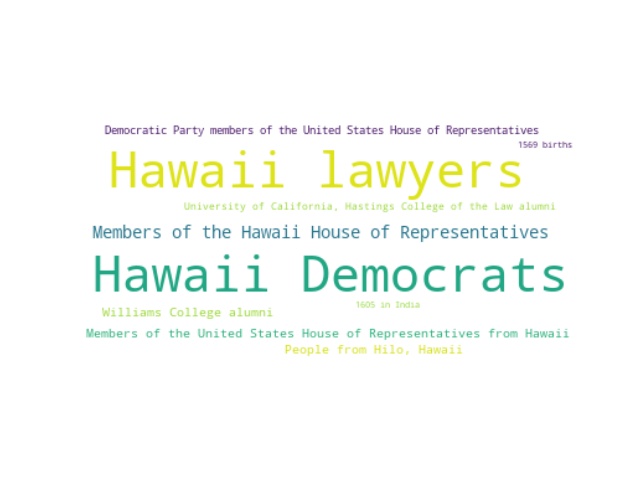 Democratic Party members of the United States House of Representatives
1569 births
Hawaii lawyers
University of California, Hastings College of the Law alumni
Members of the Hawaii House of Representatives
Hawaii Democrats
1605 in India
Williams College alumni
Members of the United States House of Representatives from Hawaii
People from Hilo, Hawaii